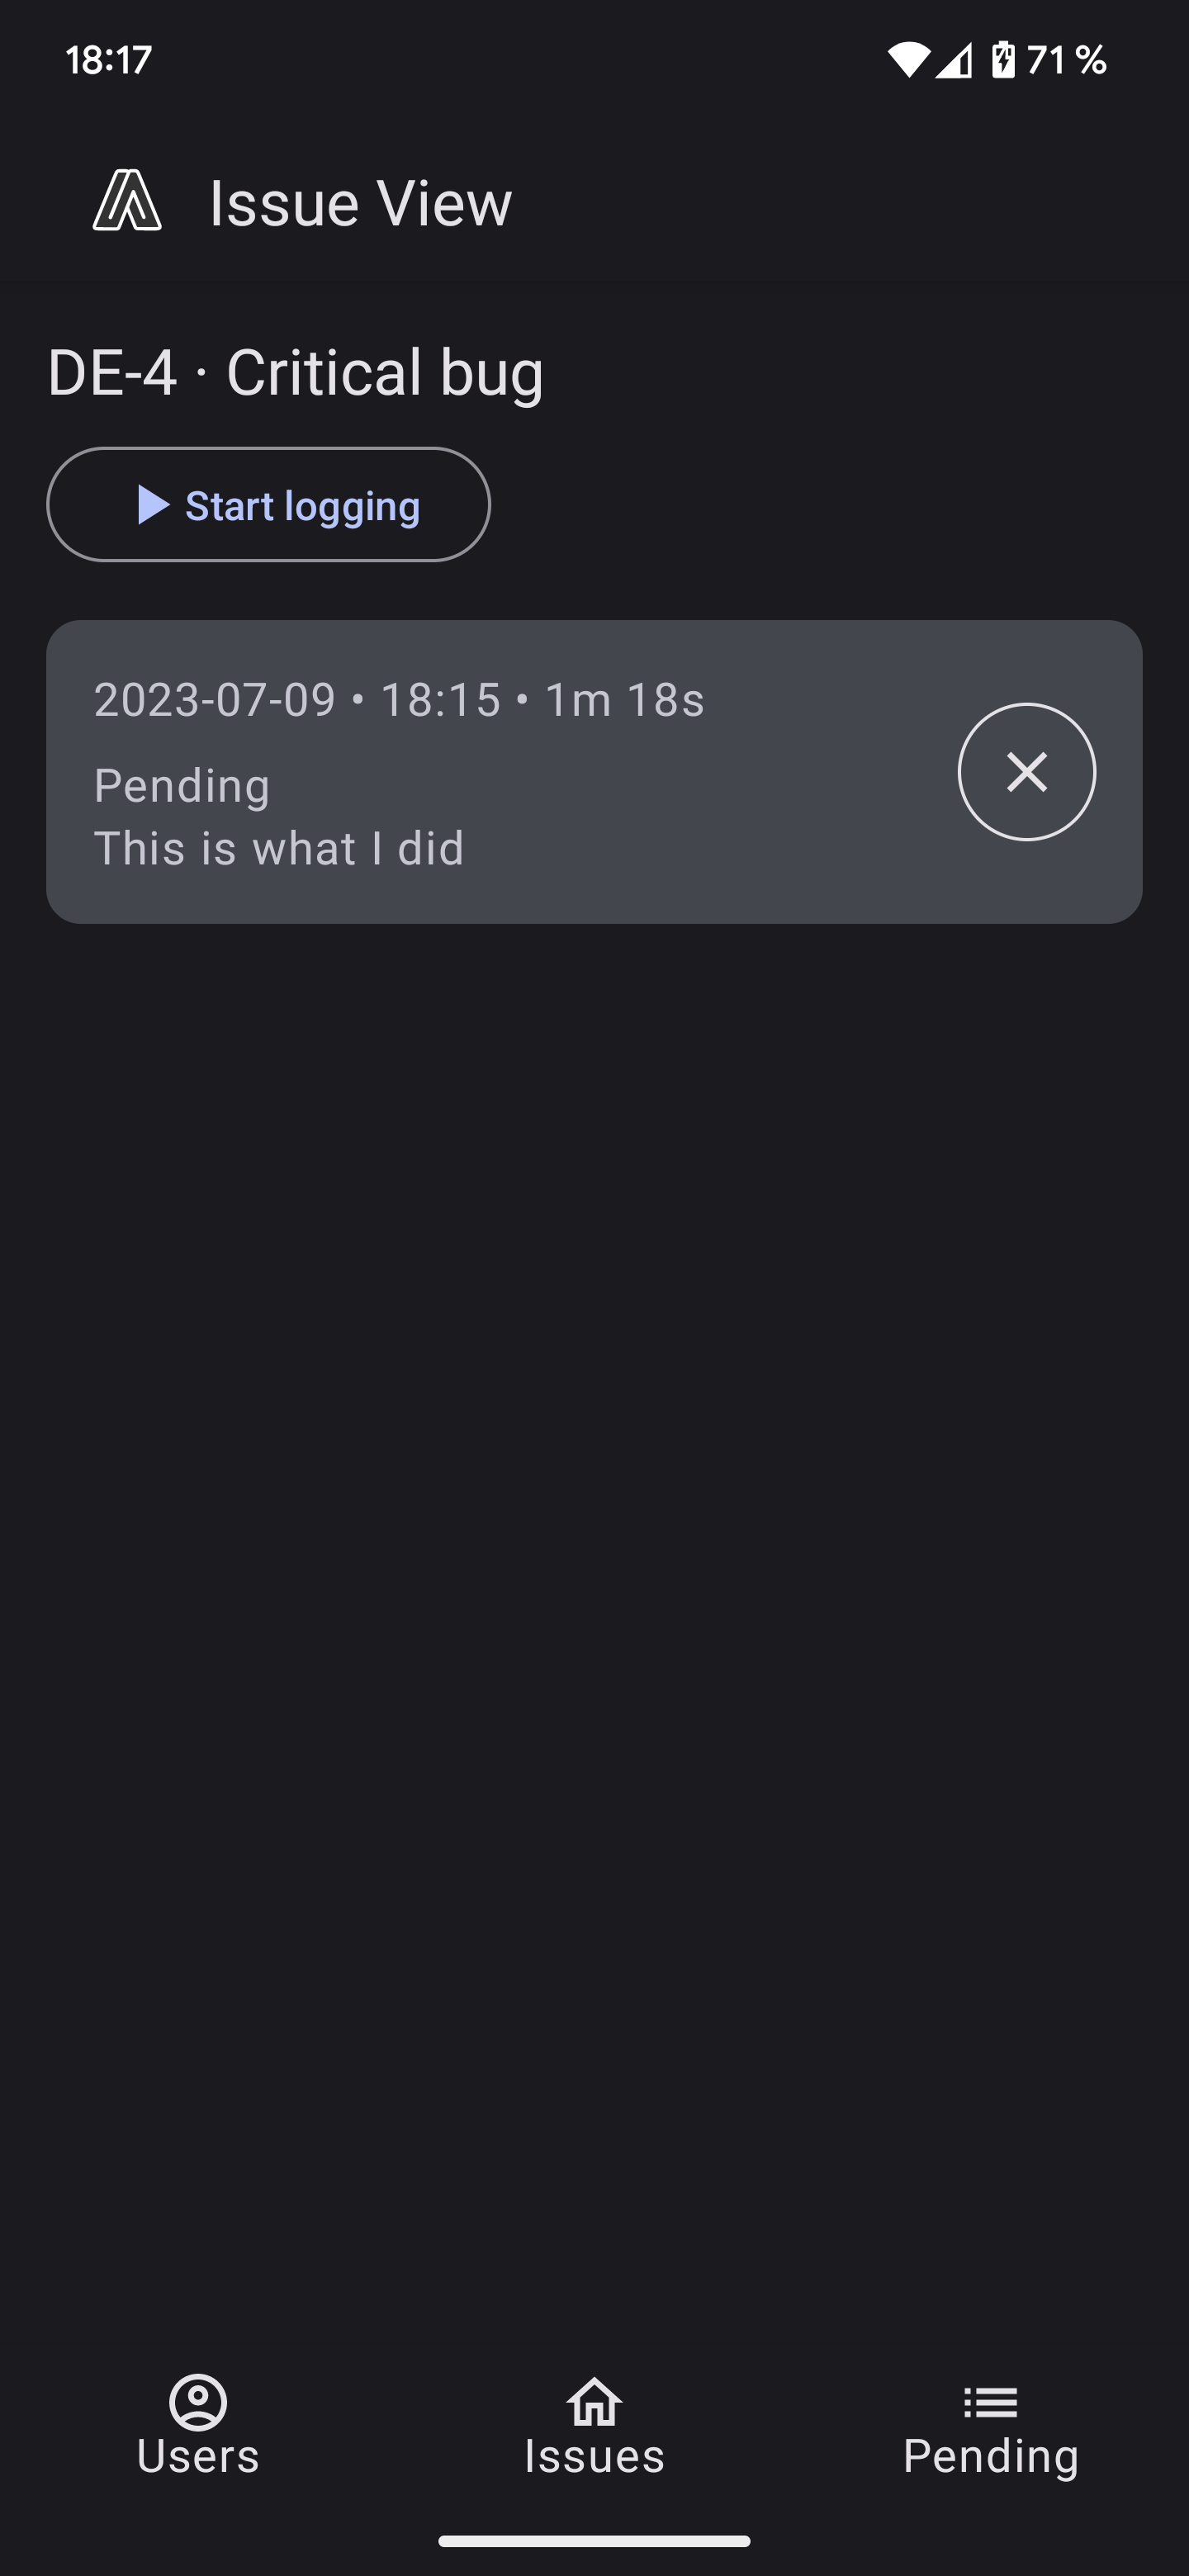 18:17
71 %
Issue View
DE-4 · Critical bug
Start logging
2023-07-09 • 18:15 • 1m 18s
Pending
This is what I did
Users
Issues
Pending